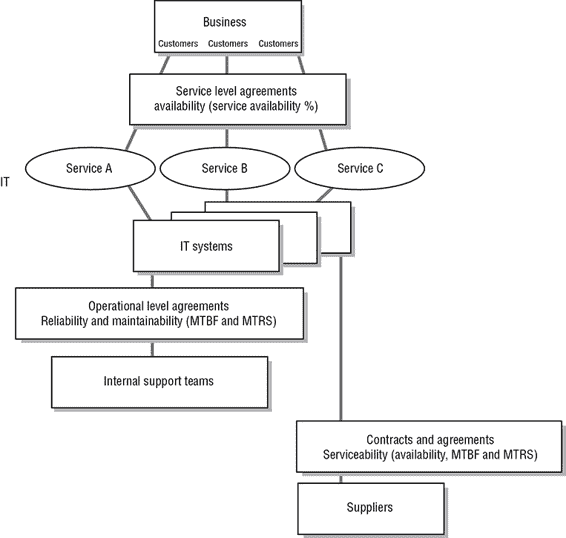 Business
Customers Customers Customers
Service level agreements
availability (service availability %)
Service A
Service B
Service C
IT
IT systems
Operational level agreements
Reliability and maintainability (MTBF and MTRS)
Internal support teams
Contracts and agreements
Serviceability (availability, MTBF and MTRS)
Suppliers